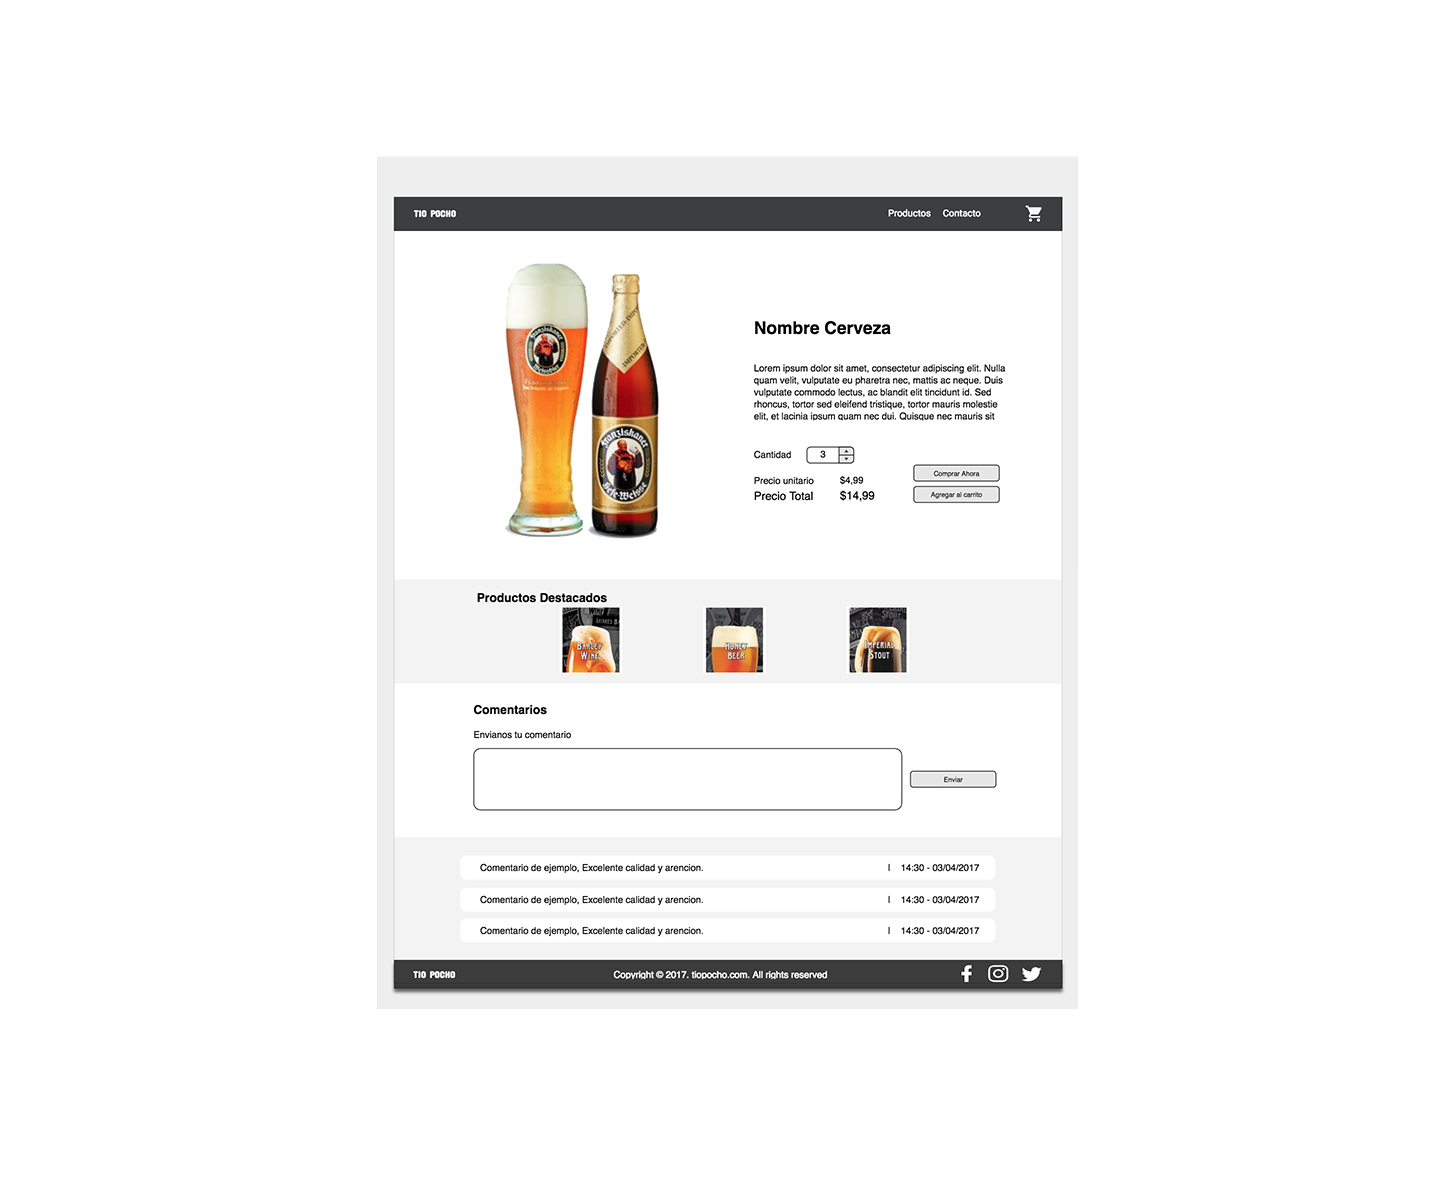 TIO POCHO
Productos Contacto
Franziskaner
Weissbier
Franziskaner
IMPORTED
Franziskaner
Hefe-Weisse
Nombre Cerveza
Lorem ipsum dolor sit amet, consectetur adipiscing elit. Nulla
quam velit, vulputate eu pharetra nec, mattis ac neque. Duis
vulputate commodo lectus, ac blandit elit tincidunt id. Sed
rhoncus, tortor sed eleifend tristique, tortor mauris molestie
elit, et lacinia ipsum quam nec dui. Quisque nec mauris sit
Cantidad 3
Precio unitario $4,99
Precio Total $14,99
Comprar Ahora
Agregar al carrito
Productos Destacados
BARLEY
WINE
HONEY
BEER
IMPERIAL
STOUT
Comentarios
Envianos tu comentario
Enviar
Comentario de ejemplo, Excelente calidad y arencion. | 14:30 - 03/04/2017
Comentario de ejemplo, Excelente calidad y arencion. | 14:30 - 03/04/2017
Comentario de ejemplo, Excelente calidad y arencion. | 14:30 - 03/04/2017
TIO POCHO
Copyright © 2017. tiopocho.com. All rights reserved